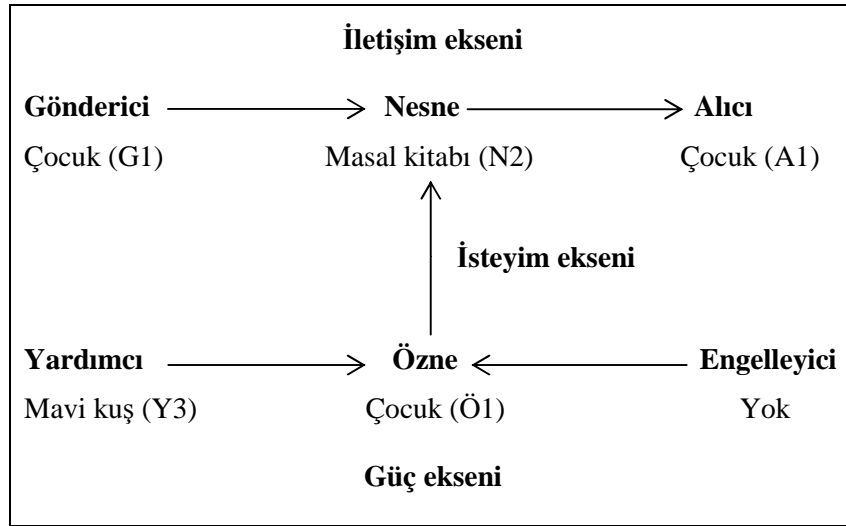 İletişim ekseni
Gönderici Nesne Alıcı
Çocuk (G1) Masal kitabı (N2) Çocuk (A1)
İsteyim ekseni
Yardımcı Özne Engelleyici
Mavi kuş (Y3) Çocuk (Ö1) Yok
Güç ekseni